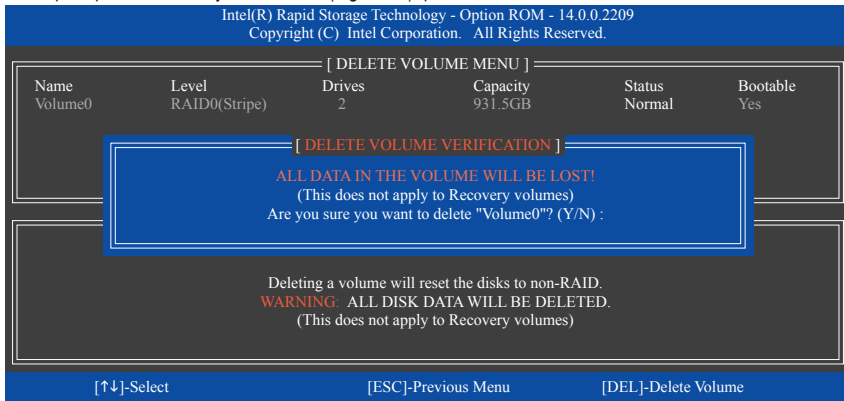 Intel(R) Rapid Storage Technology - Option ROM - 14.0.0.2209
Copyright (C) Intel Corporation. All Rights Reserved.
[ DELETE VOLUME MENU ]
Name Level Drives Capacity Status Bootable
Volume0 RAID0(Stripe) 2 931.5GB Normal Yes
[ DELETE VOLUME VERIFICATION ]
ALL DATA IN THE VOLUME WILL BE LOST!
(This does not apply to Recovery volumes)
Are you sure you want to delete "Volume0"? (Y/N) :
Deleting a volume will reset the disks to non-RAID.
WARNING: ALL DISK DATA WILL BE DELETED.
(This does not apply to Recovery volumes)
[↑↓]-Select [ESC]-Previous Menu [DEL]-Delete Volume